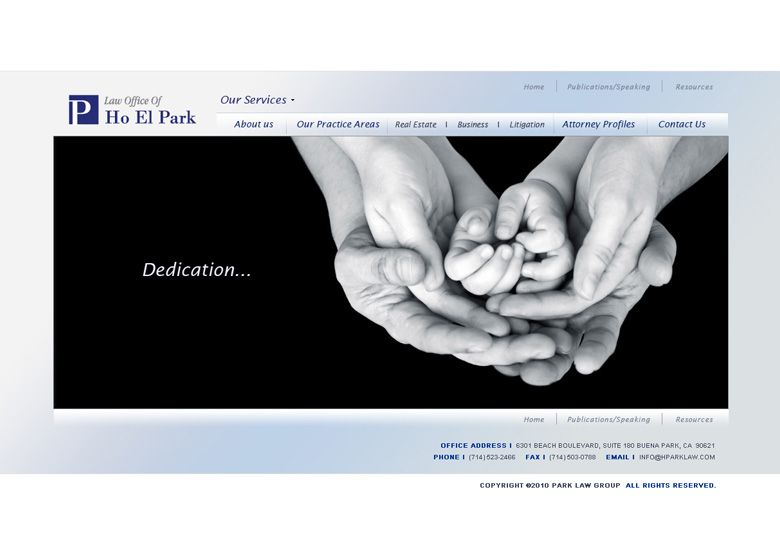 Home Publications/Speaking Resources
Law Office Of
P Ho El Park
Our Services
About us Our Practice Areas Real Estate I Business I Litigation Attorney Profiles Contact Us
Dedication...
Home Publications/Speaking Resources
OFFICE ADDRESS I 6301 BEACH BOULEVARD, SUITE 180 BUENA PARK, CA 90621
PHONE I (714)523-2466 FAX I (714)503-0788 EMAIL I INFO@HPARKLAW.COM
COPYRIGHT ©2010 PARK LAW GROUP ALL RIGHTS RESERVED.